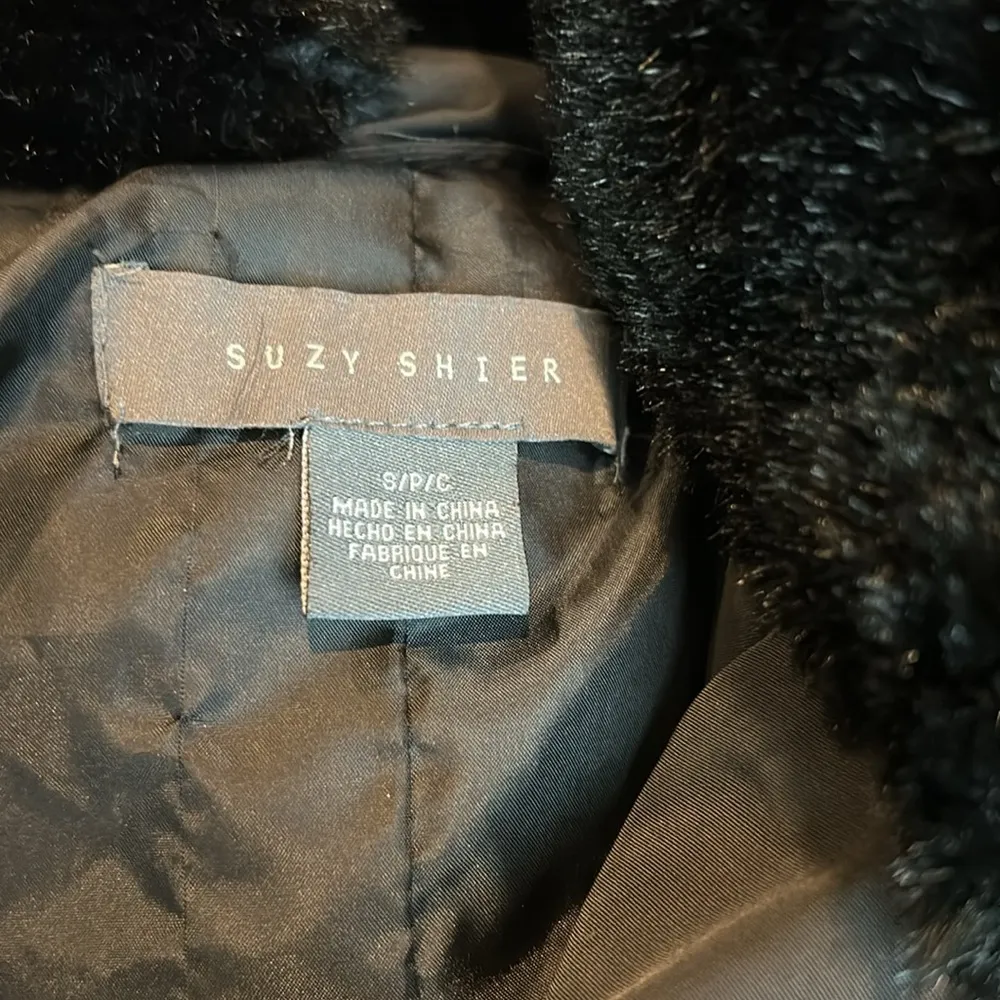 SUZY SHIER
S/P/C
MADE IN CHINA
HECHO EN CHINA
FABRIQUE EN
CHINE